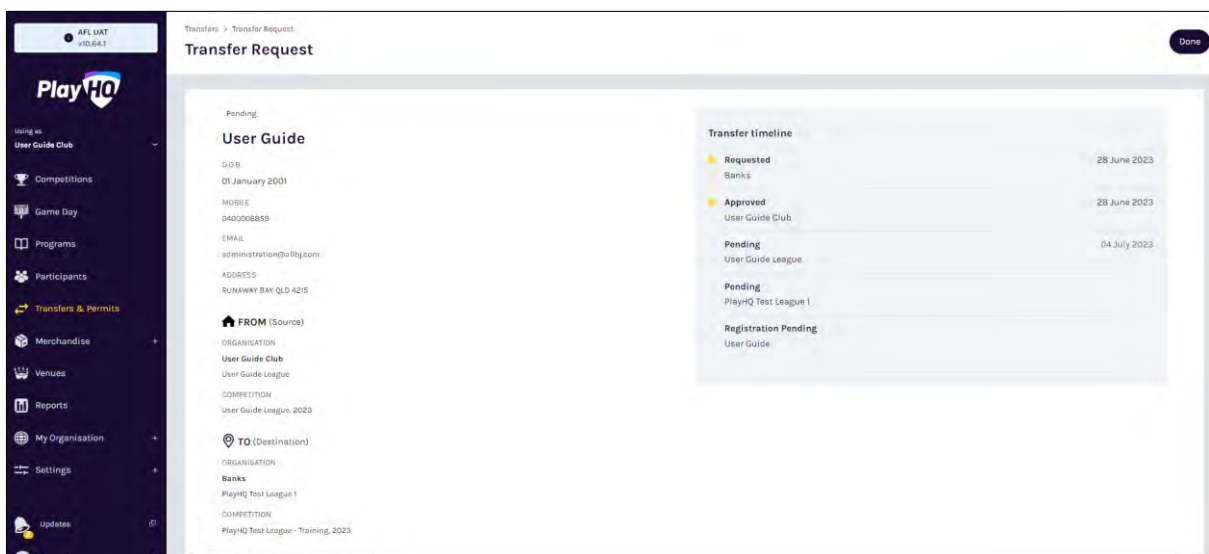 AFL UAT
v10.64.1
PlayHQ
Using as
User Guide Club
Competitions
Game Day
Programs
Participants
Transfers & Permits
Merchandise +
Venues
Reports
My Organisation +
Settings +
Updates
Transfers > Transfer Request
Transfer Request
Done
Pending
User Guide
D.O.B.
01 January 2001
MOBILE
0400008859
EMAIL
administration@aflbj.com
ADDRESS
RUNAWAY BAY QLD 4215
FROM (Source)
ORGANISATION
User Guide Club
User Guide League
COMPETITION
User Guide League, 2023
TO (Destination)
ORGANISATION
Banks
PlayHQ Test League 1
COMPETITION
PlayHQ Test League - Training, 2023
Transfer timeline
Requested 28 June 2023
Banks
Approved 28 June 2023
User Guide Club
Pending 04 July 2023
User Guide League
Pending
PlayHQ Test League 1
Registration Pending
User Guide